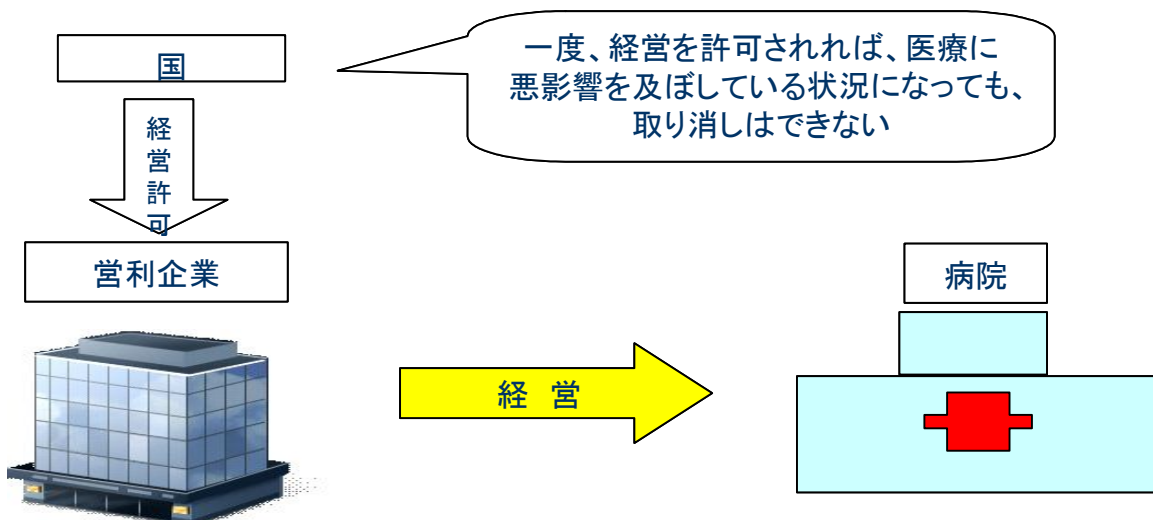 国
一度、経営を許可されれば、医療に
悪影響を及ぼしている状況になっても、
取り消しはできない
経
営
許
可
営利企業
病院
経 営